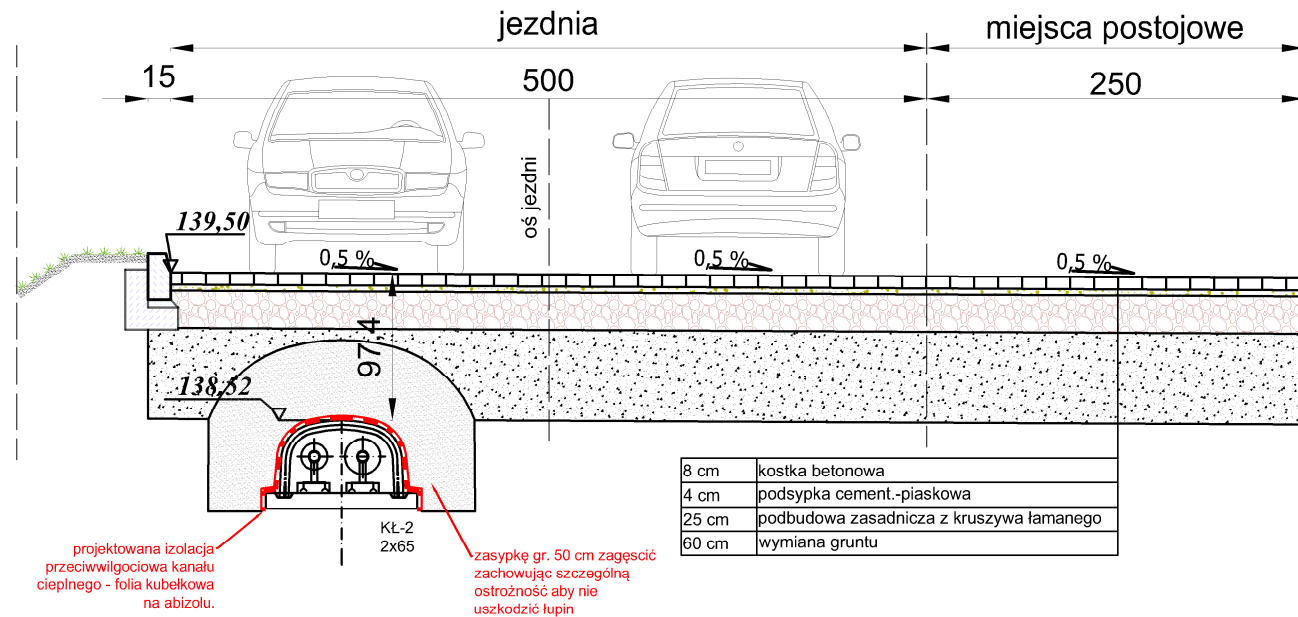 jezdnia
miejsca postojowe
15
500
250
oś jezdni
139,50
0,5 %
0,5 %
0,5 %
97,4
138,52
8 cm kostka betonowa
4 cm podsypka cement.-piaskowa
25 cm podbudowa zasadnicza z kruszywa łamanego
60 cm wymiana gruntu
KŁ-2
2x65
projektowana izolacja
przeciwwilgociowa kanału
cieplnego - folia kubełkowa
na abizolu.
zasypkę gr. 50 cm zagęścić
zachowując szczególną
ostrożność aby nie
uszkodzić łupin